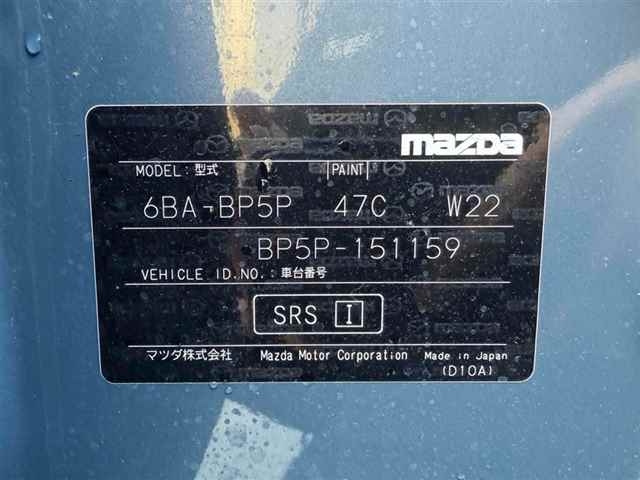 mazda
MODEL:型式 PAINT
6BA-BP5P 47C W22
BP5P-151159
VEHICLE ID.NO.:車台番号
SRS I
マツダ株式会社 Mazda Motor Corporation Made in Japan
(D10A)